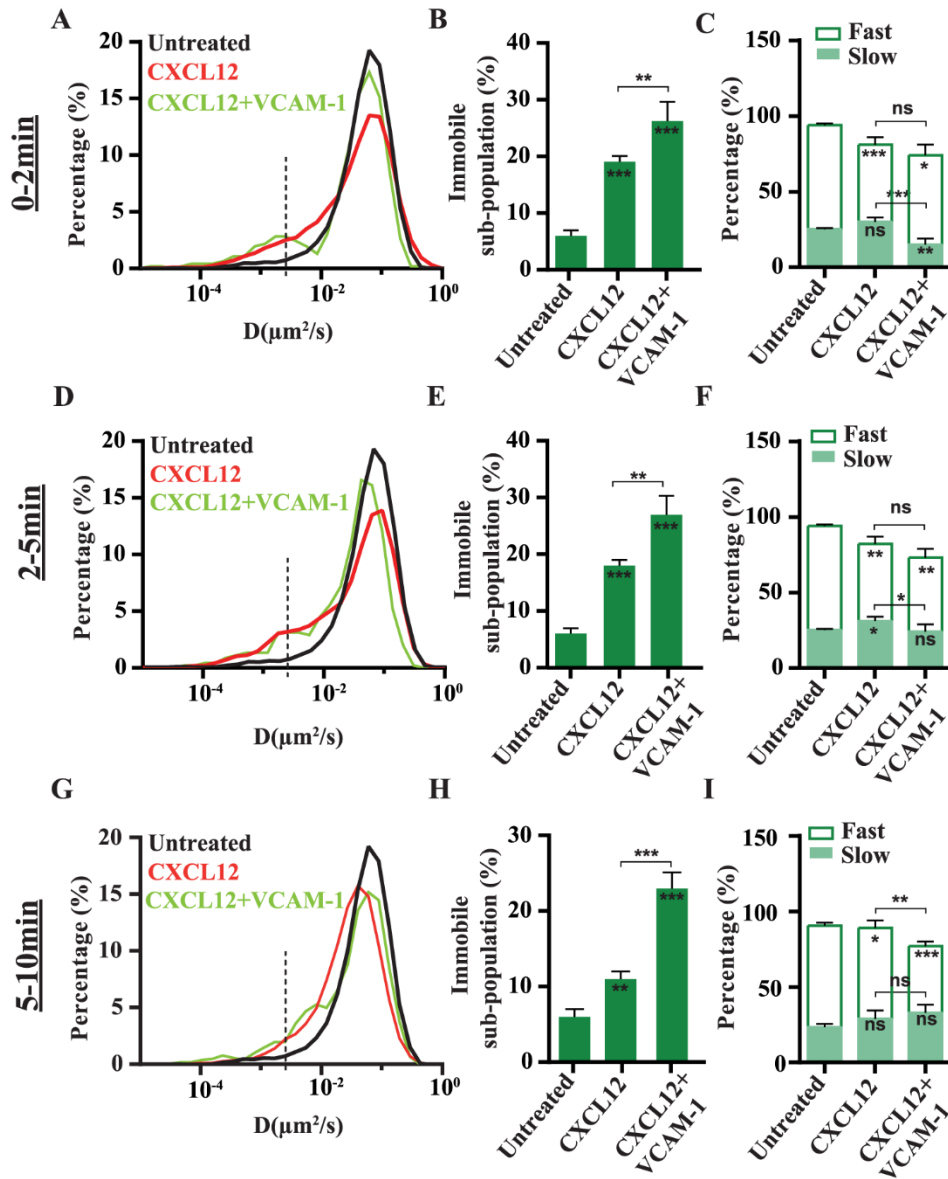 A
B
C
0-2min
Untreated
CXCL12
CXCL12+VCAM-1
Percentage (%)
20
15
10
5
0
10⁻⁴
10⁻²
10⁰
D(µm²/s)
Immobile
sub-population (%)
40
30
20
10
0
**
***
***
Untreated
CXCL12
CXCL12+
VCAM-1
Fast
Slow
Percentage (%)
150
100
50
0
ns
***
*
***
ns
**
Untreated
CXCL12
CXCL12+
VCAM-1
D
E
F
2-5min
Untreated
CXCL12
CXCL12+VCAM-1
Percentage (%)
20
15
10
5
0
10⁻⁴
10⁻²
10⁰
D(µm²/s)
Immobile
sub-population (%)
40
30
20
10
0
**
***
***
Untreated
CXCL12
CXCL12+
VCAM-1
Fast
Slow
Percentage (%)
150
100
50
0
ns
**
**
*
*
ns
Untreated
CXCL12
CXCL12+
VCAM-1
G
H
I
5-10min
Untreated
CXCL12
CXCL12+VCAM-1
Percentage (%)
20
15
10
5
0
10⁻⁴
10⁻²
10⁰
D(µm²/s)
Immobile
sub-population (%)
30
20
10
0
***
**
***
Untreated
CXCL12
CXCL12+
VCAM-1
Fast
Slow
Percentage (%)
150
100
50
0
**
*
***
ns
ns
ns
Untreated
CXCL12
CXCL12+
VCAM-1